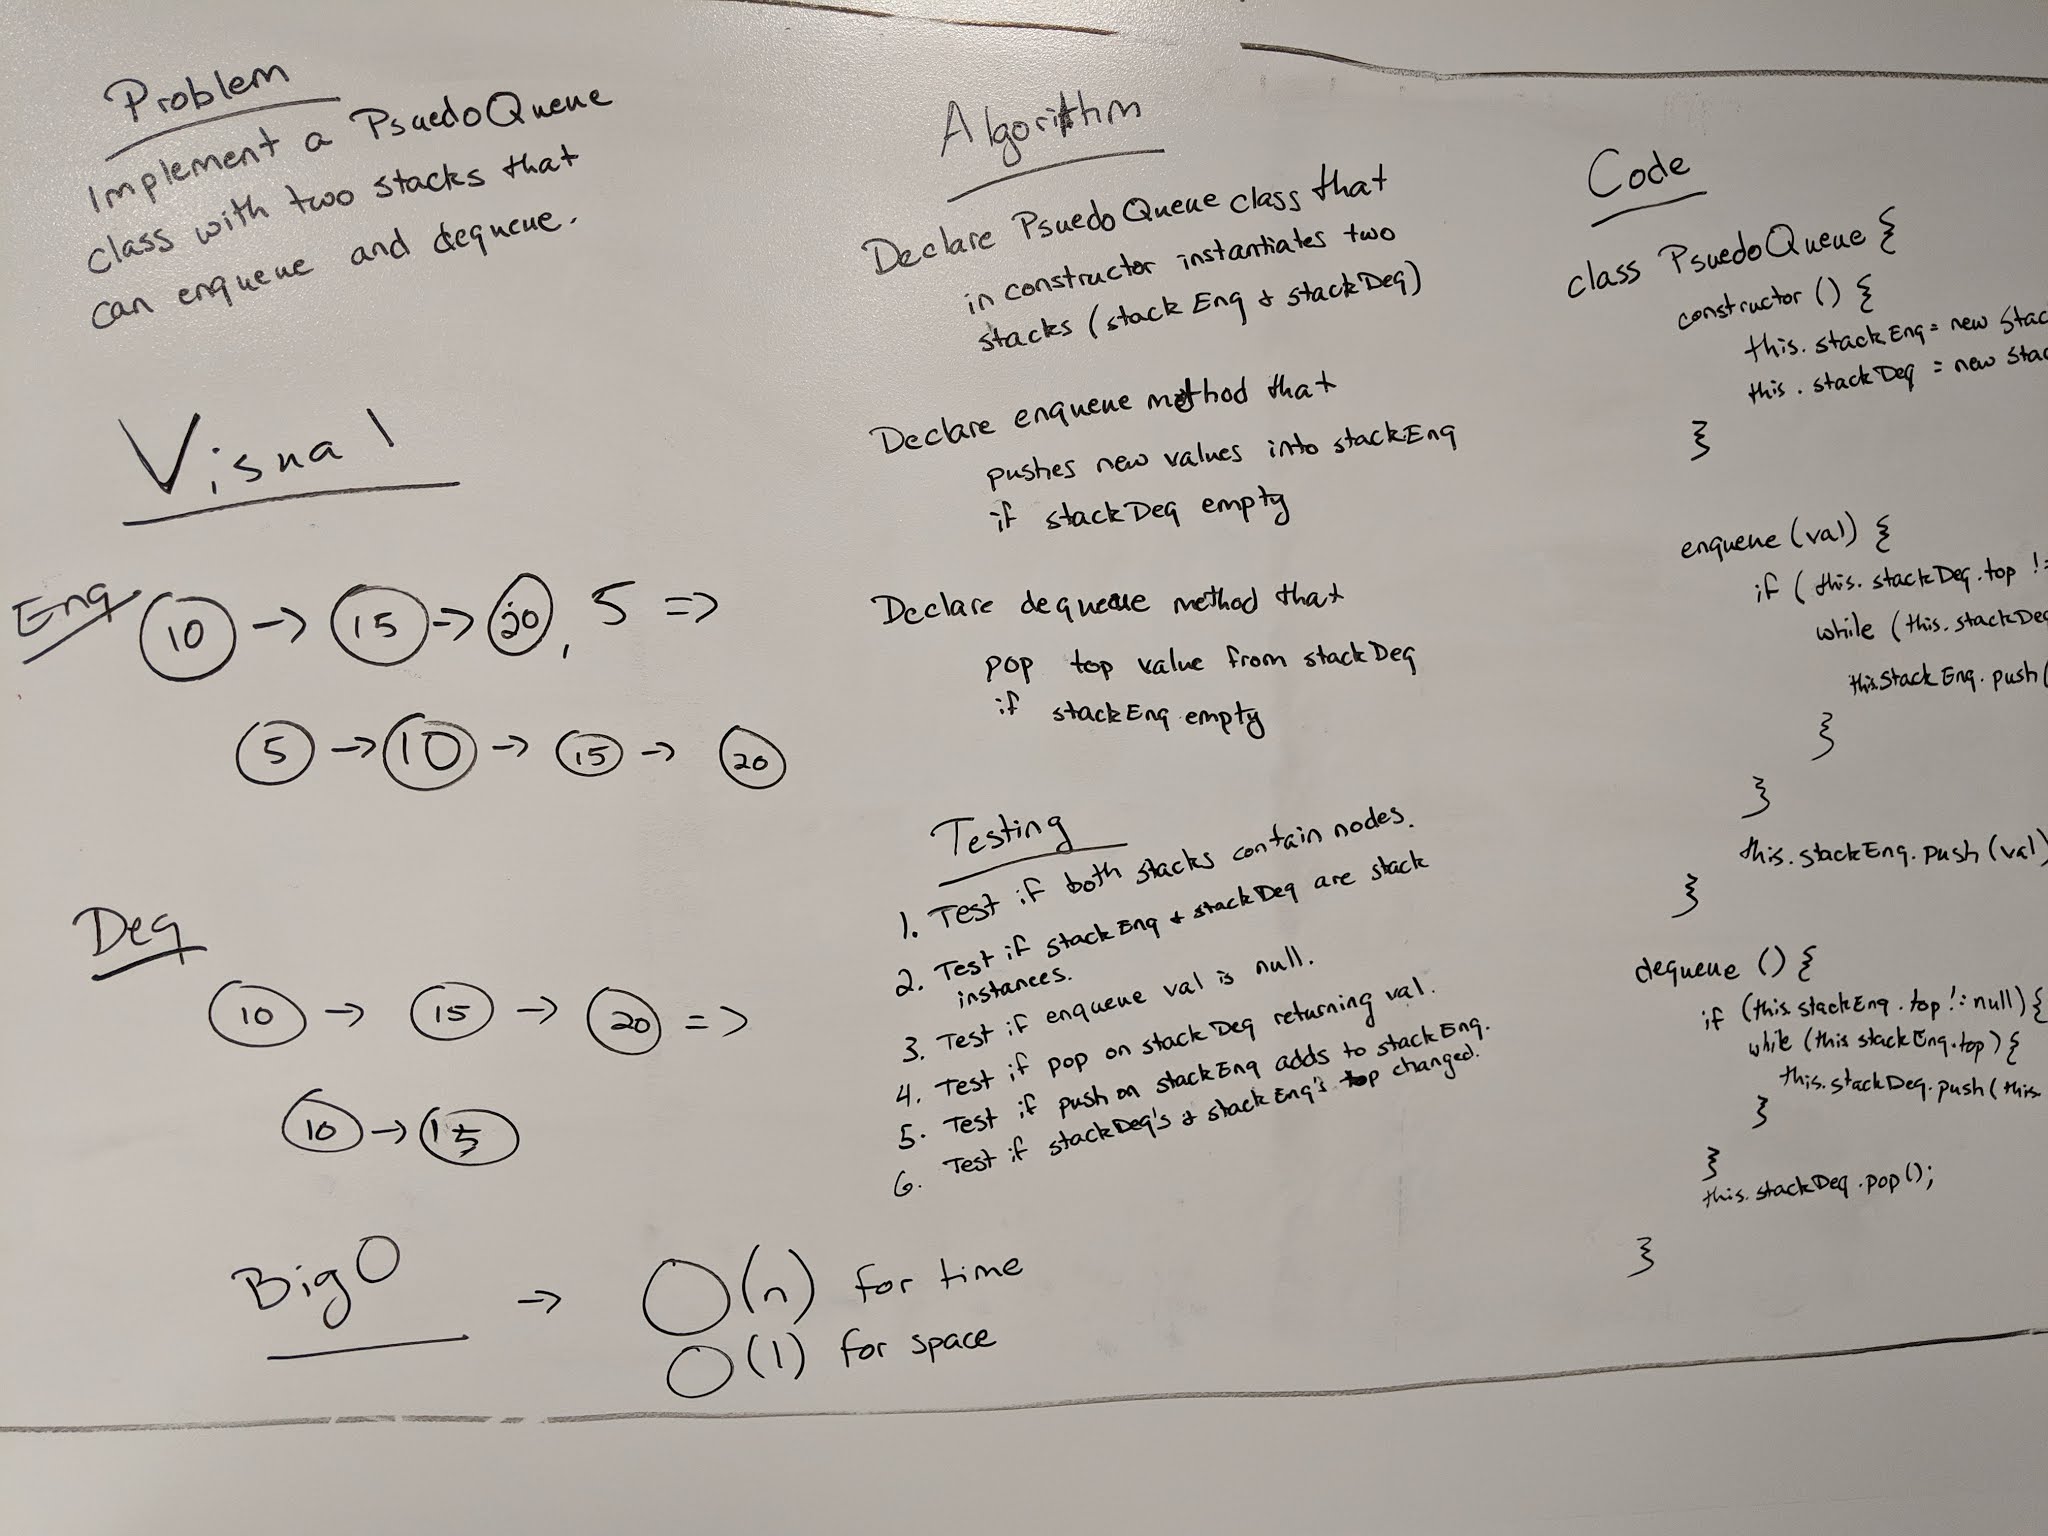 Problem
Implement a PsuedoQueue
class with two stacks that
can enqueue and dequeue.
Visual
Enq
10 -> 15 -> 20, 5 =>
5 -> 10 -> 15 -> 20
Deq
10 -> 15 -> 20 =>
10 -> 15
Big O -> O(n) for time
O(1) for space
Algorithm
Declare PsuedoQueue class that
in constructor instantiates two
stacks (stackEnq & stackDeq)
Declare enqueue method that
pushes new values into stackEnq
if stackDeq empty
Declare dequeue method that
pop top value from stackDeq
if stackEnq empty
Testing
1. Test if both stacks contain nodes.
2. Test if stackEnq & stackDeq are stack
instances.
3. Test if enqueue val is null.
4. Test if pop on stackDeq returning val.
5. Test if push on stackEnq adds to stackEnq.
6. Test if stackDeq's & stackEnq's top changed.
Code
class PsuedoQueue {
constructor () {
this.stackEnq = new Stac
this.stackDeq = new Stac
}
enqueue (val) {
if (this.stackDeq.top !=
while (this.stackDeq
this.stackEnq.push(
}
}
this.stackEnq.push(val)
}
dequeue () {
if (this.stackEnq.top != null) {
while (this stackEnq.top) {
this.stackDeq.push(this.
}
}
this.stackDeq.pop();
}